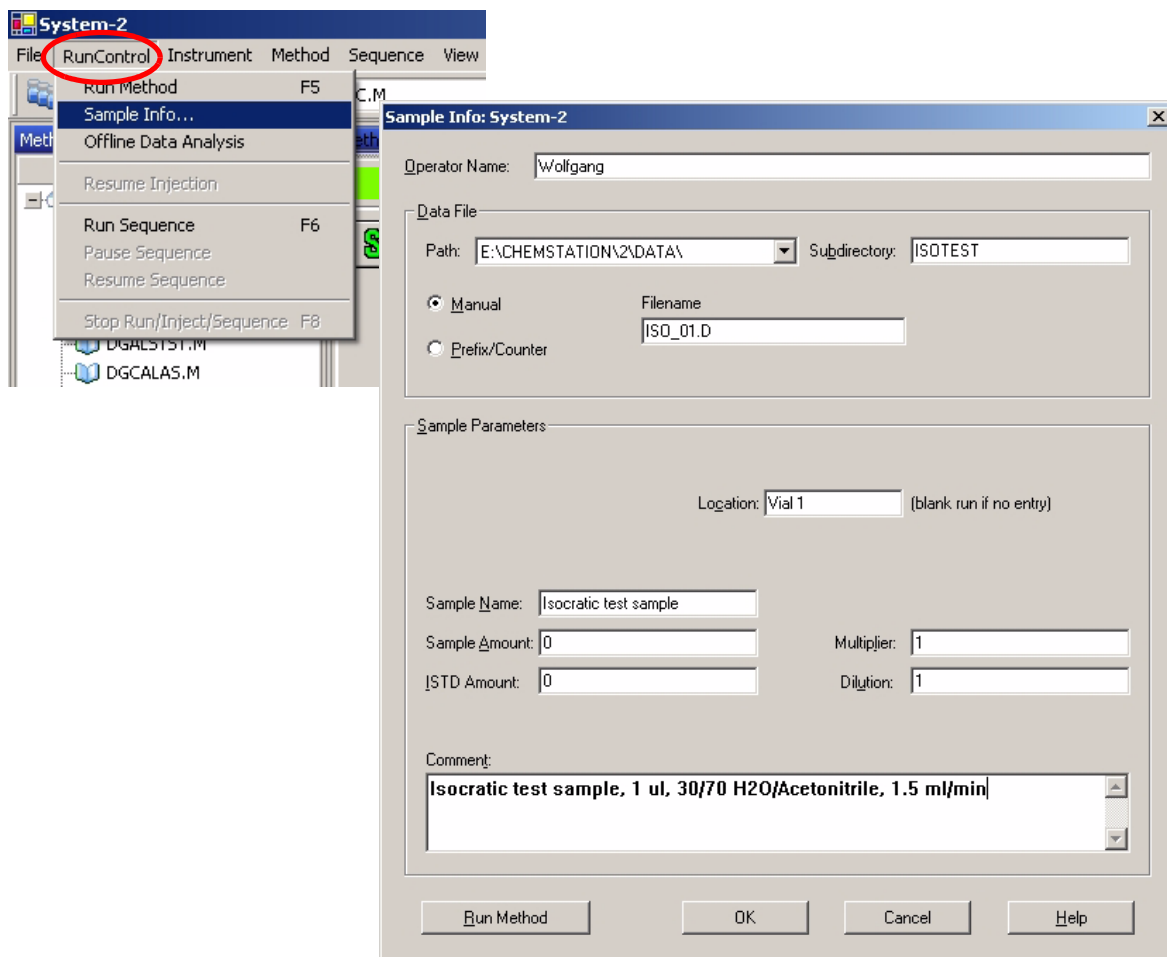 System-2
File RunControl Instrument Method Sequence View
Run Method F5
C.M
Sample Info...
Offline Data Analysis
Resume Injection
Run Sequence F6
Pause Sequence
Resume Sequence
Stop Run/Inject/Sequence F8
DGALSTST.M
DGCALAS.M
Sample Info: System-2
Operator Name: Wolfgang
Data File
Path: E:\CHEMSTATION\2\DATA\ Subdirectory: ISOTEST
Manual Filename
ISO_01.D
Prefix/Counter
Sample Parameters
Location: Vial 1 (blank run if no entry)
Sample Name: Isocratic test sample
Sample Amount: 0 Multiplier: 1
ISTD Amount: 0 Dilution: 1
Comment:
Isocratic test sample, 1 ul, 30/70 H2O/Acetonitrile, 1.5 ml/min
Run Method OK Cancel Help